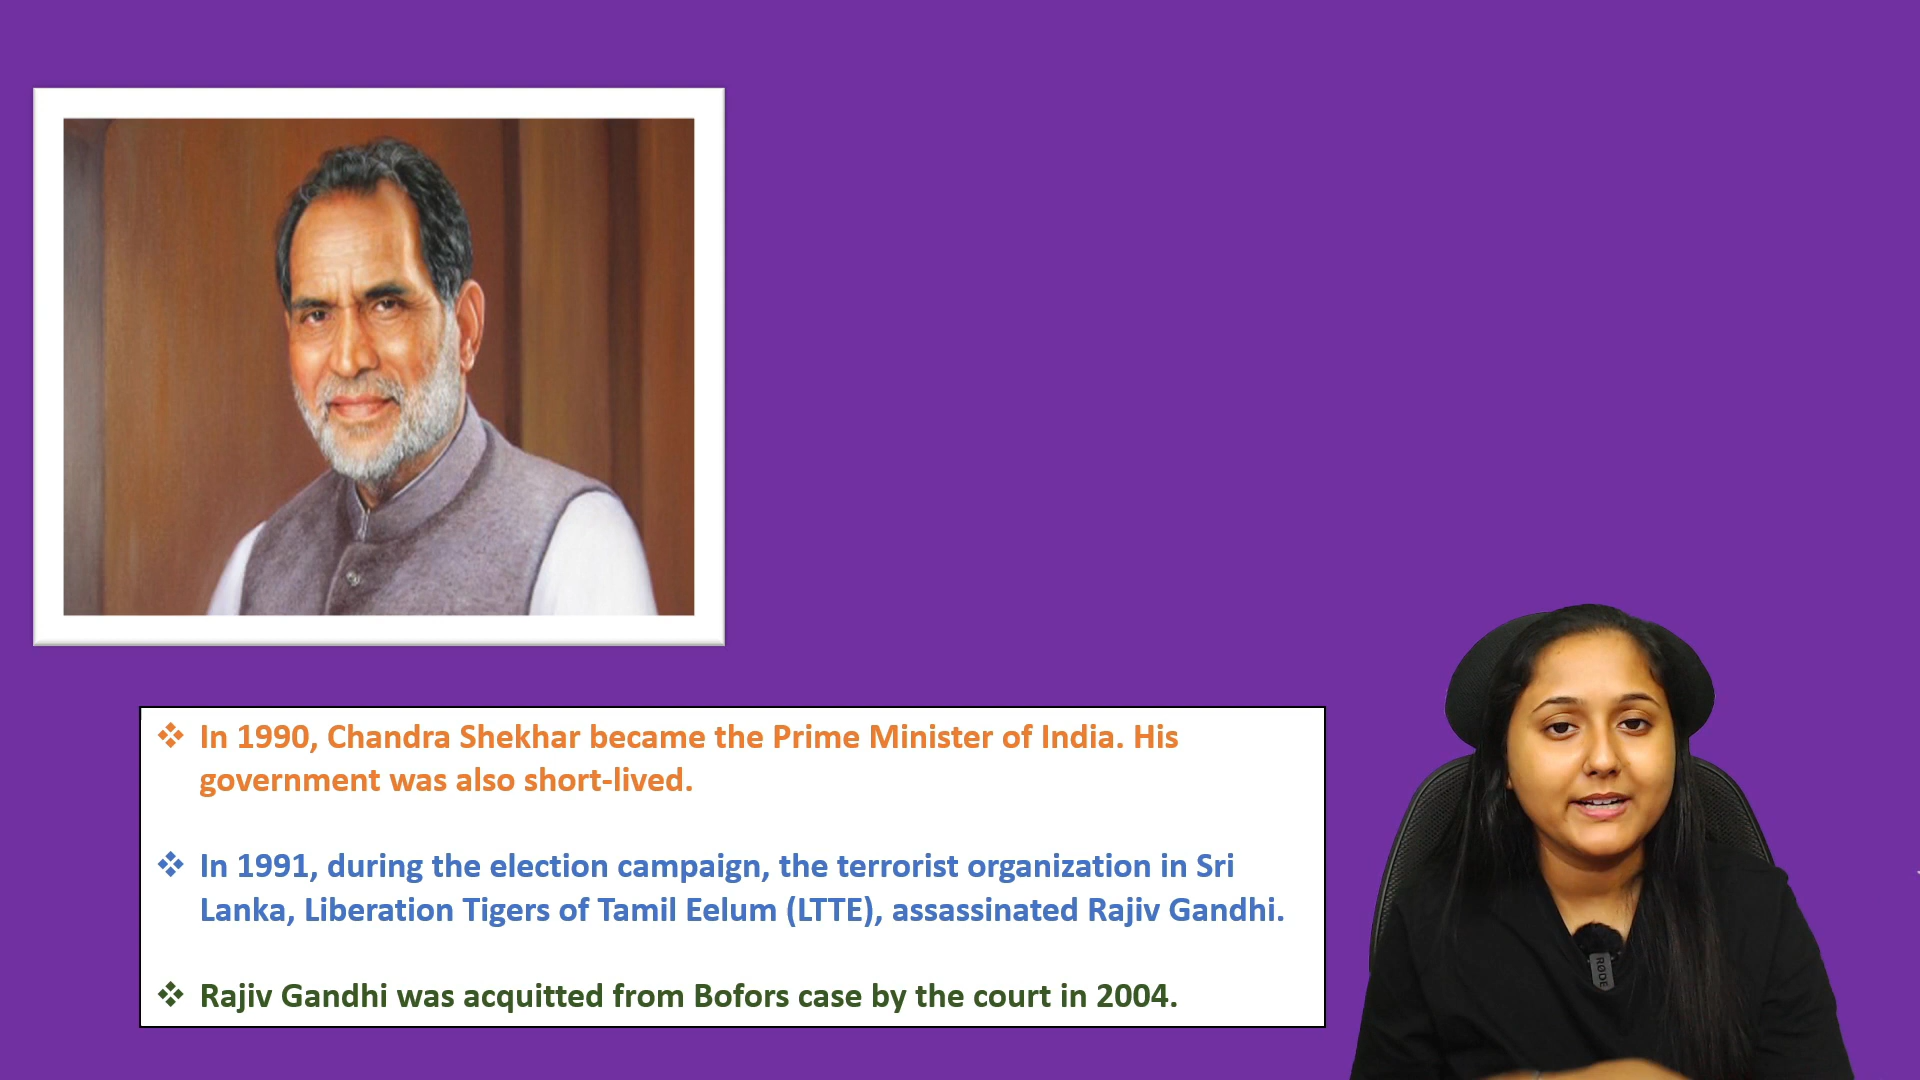 ❖ In 1990, Chandra Shekhar became the Prime Minister of India. His
government was also short-lived.
❖ In 1991, during the election campaign, the terrorist organization in Sri
Lanka, Liberation Tigers of Tamil Eelum (LTTE), assassinated Rajiv Gandhi.
❖ Rajiv Gandhi was acquitted from Bofors case by the court in 2004.
RØDE